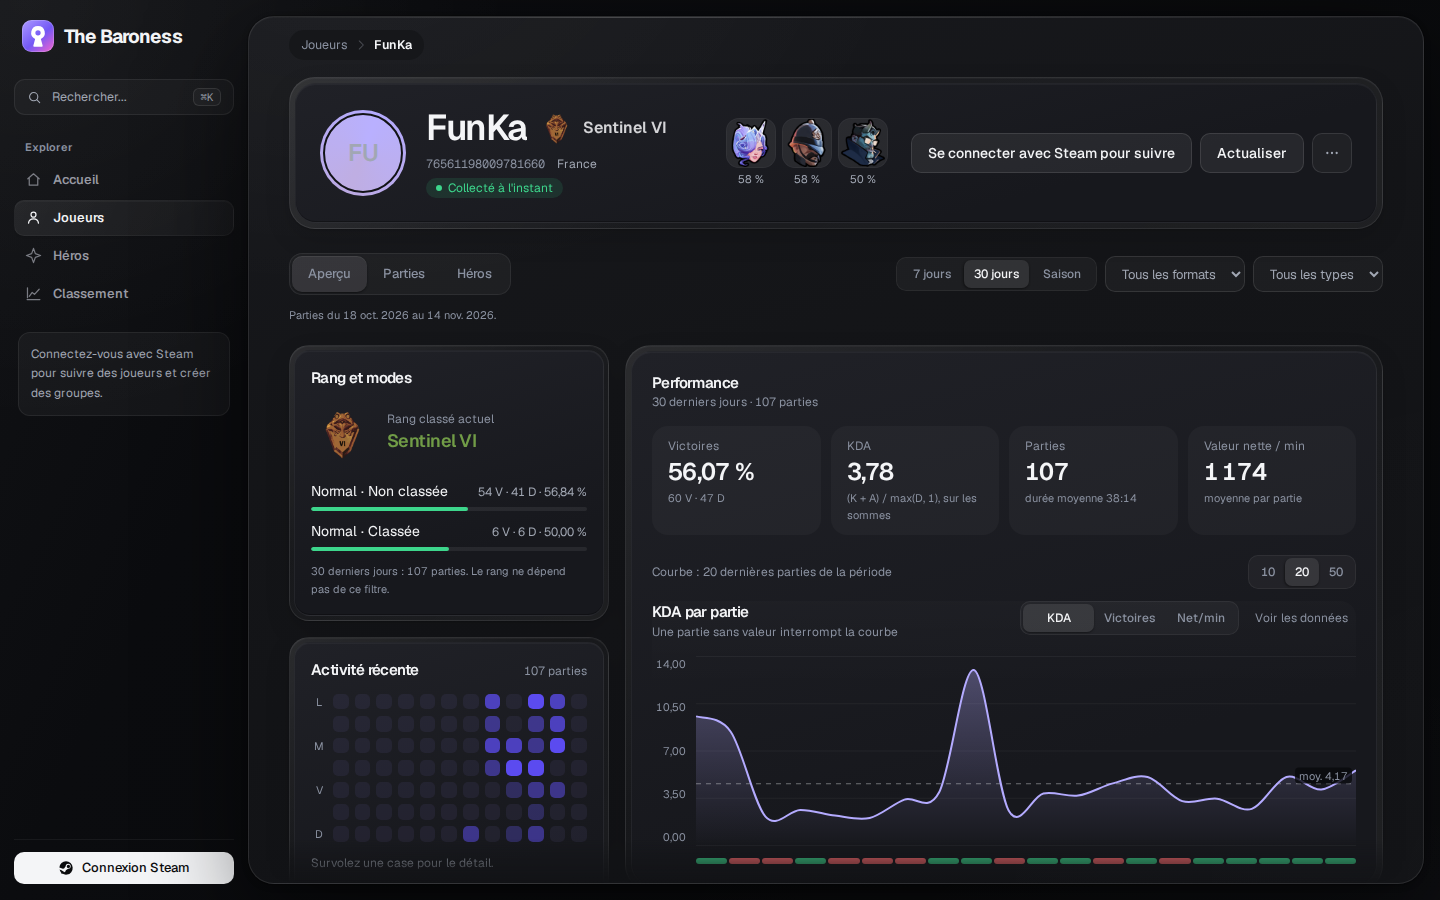 The Baroness
Rechercher...
⌘K
Explorer
Accueil
Joueurs
Héros
Classement
Connectez-vous avec Steam
pour suivre des joueurs et créer
des groupes.
Connexion Steam
Joueurs > FunKa
FU
FunKa
Sentinel VI
76561198009781660 France
Collecté à l'instant
58 % 58 % 50 %
Se connecter avec Steam pour suivre
Actualiser
···
Aperçu Parties Héros
7 jours 30 jours Saison
Tous les formats
Tous les types
Parties du 18 oct. 2026 au 14 nov. 2026.
Rang et modes
VI
Rang classé actuel
Sentinel VI
Normal · Non classée 54 V · 41 D · 56,84 %
Normal · Classée 6 V · 6 D · 50,00 %
30 derniers jours : 107 parties. Le rang ne dépend
pas de ce filtre.
Activité récente 107 parties
L
M
V
D
Survolez une case pour le détail.
Performance
30 derniers jours · 107 parties
Victoires
56,07 %
60 V · 47 D
KDA
3,78
(K + A) / max(D, 1), sur les
sommes
Parties
107
durée moyenne 38:14
Valeur nette / min
1 174
moyenne par partie
Courbe : 20 dernières parties de la période
10 20 50
KDA par partie
Une partie sans valeur interrompt la courbe
KDA Victoires Net/min
Voir les données
14,00
10,50
7,00
3,50
0,00
moy. 4,17